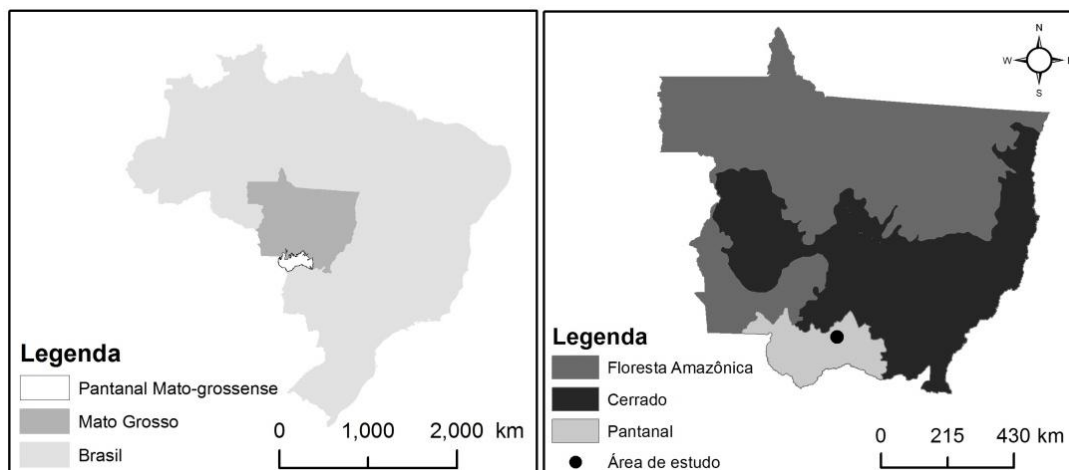 Legenda
Pantanal Mato-grossense
Mato Grosso
Brasil
0 1,000 2,000 km
N
W E
S
Legenda
Floresta Amazônica
Cerrado
Pantanal
Área de estudo
0 215 430 km